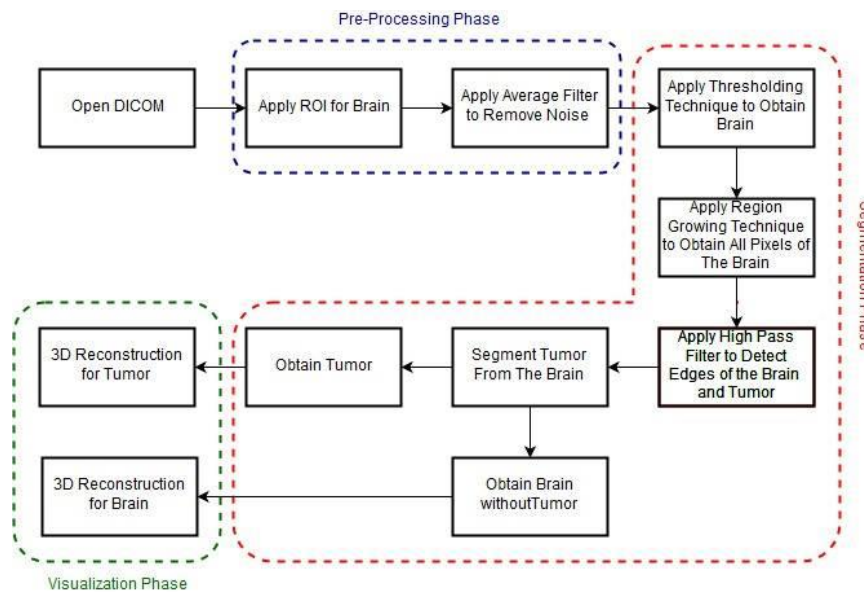 Pre-Processing Phase
Open DICOM
Apply ROI for Brain
Apply Average Filter
to Remove Noise
Apply Thresholding
Technique to Obtain
Brain
Apply Region
Growing Technique
to Obtain All Pixels of
The Brain
Segmentation Phase
Apply High Pass
Filter to Detect
Edges of the Brain
and Tumor
Segment Tumor
From The Brain
Obtain Tumor
3D Reconstruction
for Tumor
Obtain Brain
withoutTumor
3D Reconstruction
for Brain
Visualization Phase